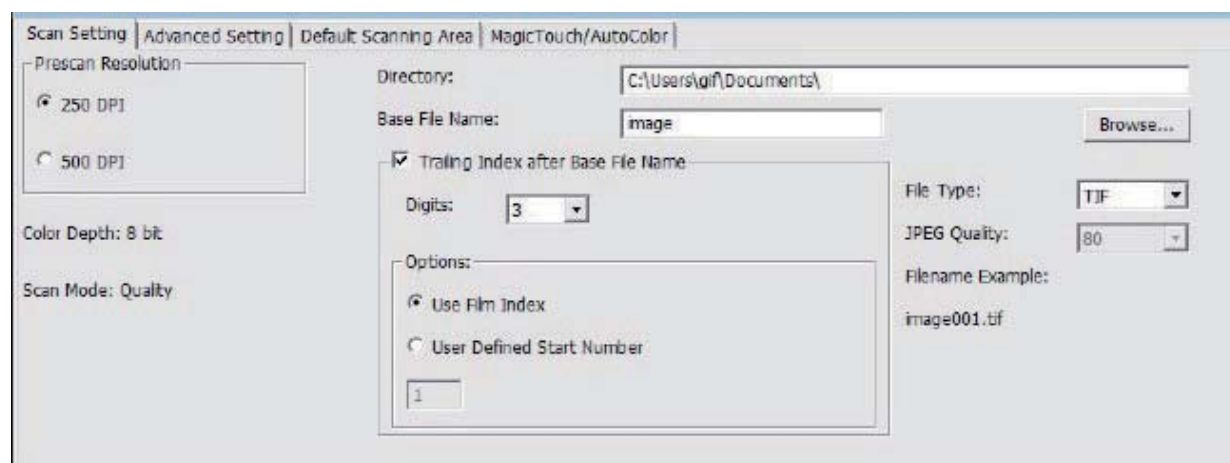 Scan Setting
Advanced Setting
Default Scanning Area
MagicTouch/AutoColor
Prescan Resolution
250 DPI
500 DPI
Color Depth: 8 bit
Scan Mode: Quality
Directory:
C:\Users\gif\Documents\
Base File Name:
image
Browse...
Trailing Index after Base File Name
Digits:
3
Options:
Use Film Index
User Defined Start Number
1
File Type:
TIF
JPEG Quality:
80
Filename Example:
image001.tif